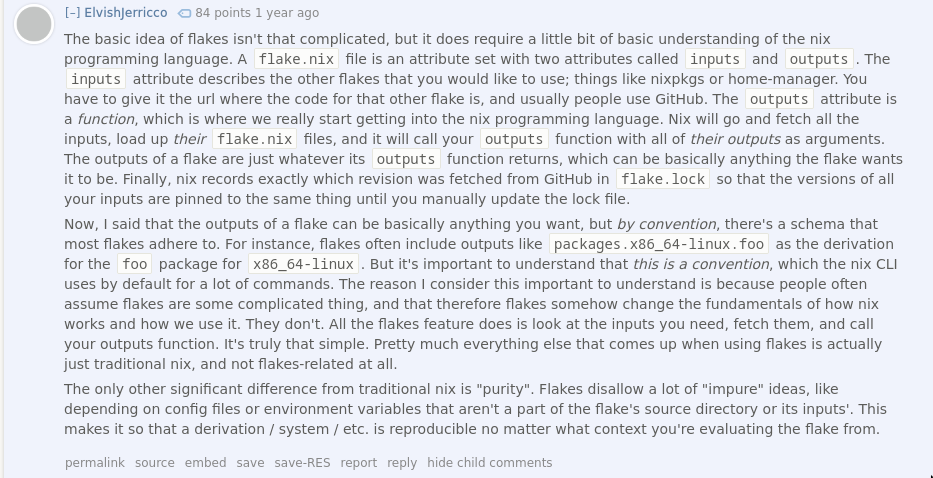 [–] ElvishJerricco 84 points 1 year ago
The basic idea of flakes isn't that complicated, but it does require a little bit of basic understanding of the nix
programming language. A flake.nix file is an attribute set with two attributes called inputs and outputs. The
inputs attribute describes the other flakes that you would like to use; things like nixpkgs or home-manager. You
have to give it the url where the code for that other flake is, and usually people use GitHub. The outputs attribute is
a function, which is where we really start getting into the nix programming language. Nix will go and fetch all the
inputs, load up their flake.nix files, and it will call your outputs function with all of their outputs as arguments.
The outputs of a flake are just whatever its outputs function returns, which can be basically anything the flake wants
it to be. Finally, nix records exactly which revision was fetched from GitHub in flake.lock so that the versions of all
your inputs are pinned to the same thing until you manually update the lock file.
Now, I said that the outputs of a flake can be basically anything you want, but by convention, there's a schema that
most flakes adhere to. For instance, flakes often include outputs like packages.x86_64-linux.foo as the derivation
for the foo package for x86_64-linux. But it's important to understand that this is a convention, which the nix CLI
uses by default for a lot of commands. The reason I consider this important to understand is because people often
assume flakes are some complicated thing, and that therefore flakes somehow change the fundamentals of how nix
works and how we use it. They don't. All the flakes feature does is look at the inputs you need, fetch them, and call
your outputs function. It's truly that simple. Pretty much everything else that comes up when using flakes is actually
just traditional nix, and not flakes-related at all.
The only other significant difference from traditional nix is "purity". Flakes disallow a lot of "impure" ideas, like
depending on config files or environment variables that aren't a part of the flake's source directory or its inputs'. This
makes it so that a derivation / system / etc. is reproducible no matter what context you're evaluating the flake from.
permalink source embed save save-RES report reply hide child comments